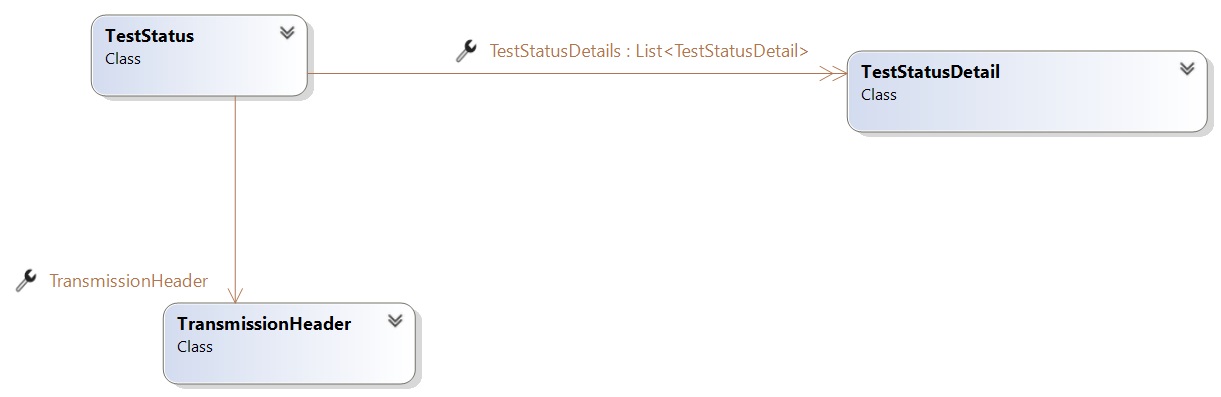 TestStatus
Class
TestStatusDetails : List<TestStatusDetail>
TestStatusDetail
Class
TransmissionHeader
TransmissionHeader
Class